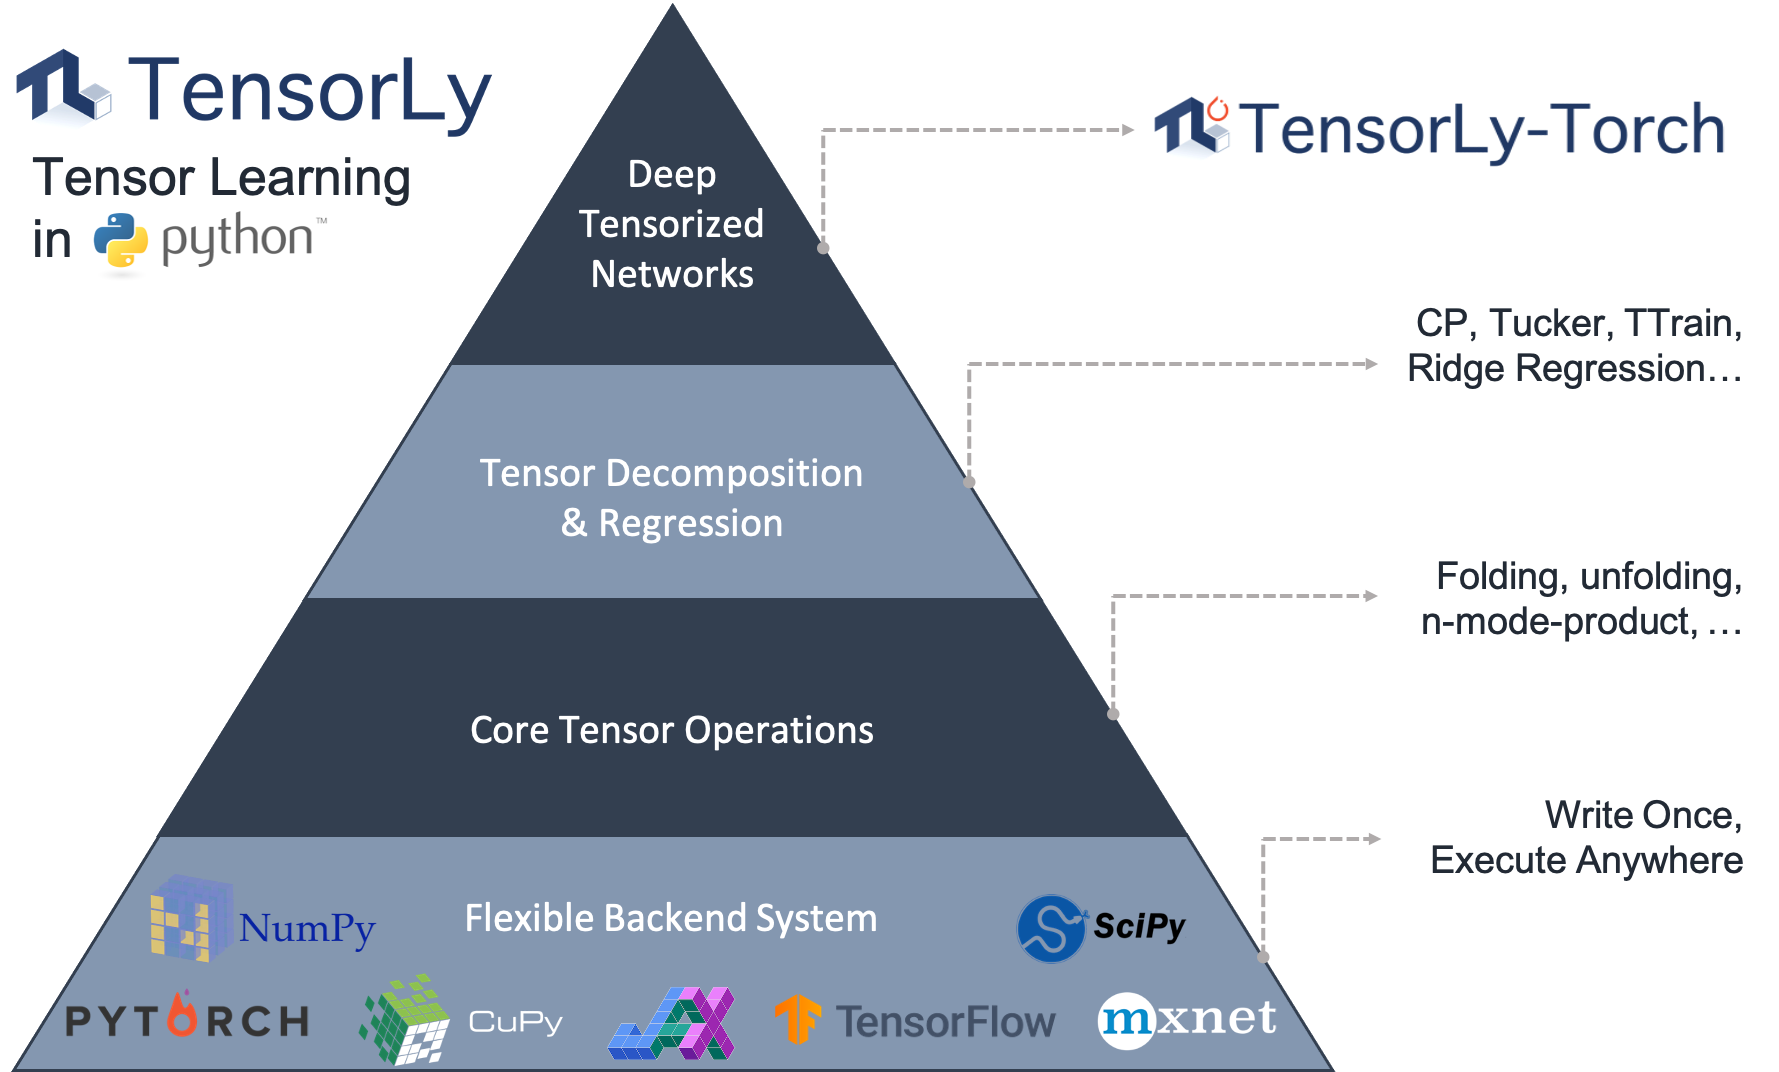 TensorLy
Tensor Learning
in python™
Deep
Tensorized
Networks
TensorLy-Torch
CP, Tucker, TTrain,
Ridge Regression…
Tensor Decomposition
& Regression
Folding, unfolding,
n-mode-product, …
Core Tensor Operations
Write Once,
Execute Anywhere
NumPy
Flexible Backend System
SciPy
PYTORCH
CuPy
JAX
TensorFlow
mxnet